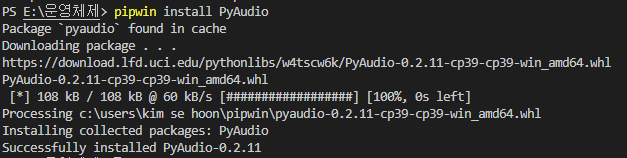 PS E:\운영체제> pipwin install PyAudio
Package `pyaudio` found in cache
Downloading package . . .
https://download.lfd.uci.edu/pythonlibs/w4tscw6k/PyAudio-0.2.11-cp39-cp39-win_amd64.whl
PyAudio-0.2.11-cp39-cp39-win_amd64.whl
[*] 108 kB / 108 kB @ 60 kB/s [##################] [100%, 0s left]
Processing c:\users\kim se hoon\pipwin\pyaudio-0.2.11-cp39-cp39-win_amd64.whl
Installing collected packages: PyAudio
Successfully installed PyAudio-0.2.11